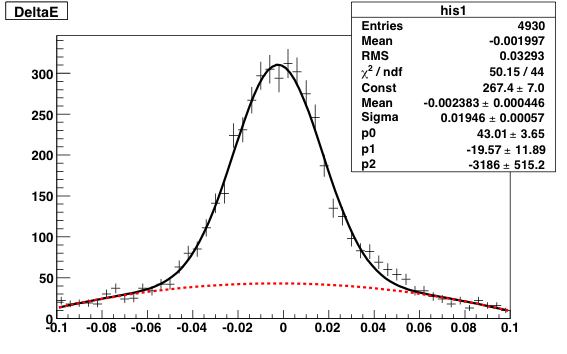 DeltaE
his1
Entries 4930
Mean -0.001997
RMS 0.03293
χ² / ndf 50.15 / 44
Const 267.4 ± 7.0
Mean -0.002383 ± 0.000446
Sigma 0.01946 ± 0.00057
p0 43.01 ± 3.65
p1 -19.57 ± 11.89
p2 -3186 ± 515.2
300
250
200
150
100
50
0
-0.1 -0.08 -0.06 -0.04 -0.02 0 0.02 0.04 0.06 0.08 0.1